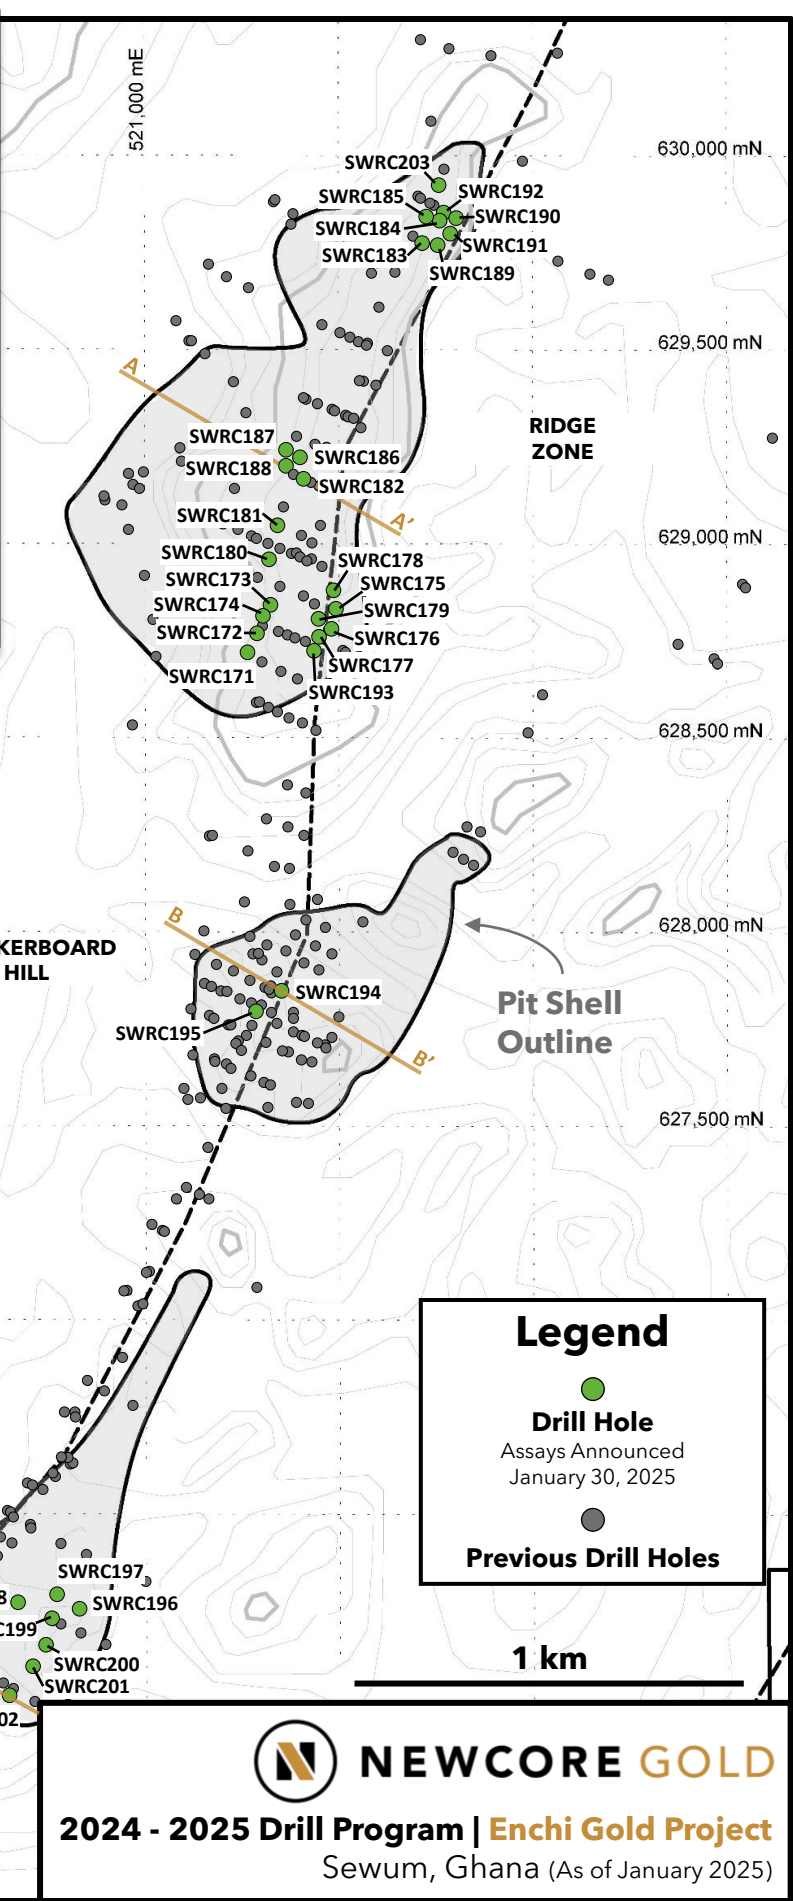 521,000 mE
630,000 mN
SWRC203
SWRC185
SWRC192
SWRC184
SWRC190
SWRC183
SWRC191
SWRC189
629,500 mN
A
RIDGE
ZONE
SWRC187
SWRC186
SWRC188
SWRC182
SWRC181
A'
629,000 mN
SWRC180
SWRC178
SWRC173
SWRC175
SWRC174
SWRC179
SWRC172
SWRC176
SWRC177
SWRC171
SWRC193
628,500 mN
B
628,000 mN
KERBOARD
HILL
SWRC194
SWRC195
Pit Shell
Outline
B'
627,500 mN
Legend
Drill Hole
Assays Announced
January 30, 2025
Previous Drill Holes
SWRC197
8
SWRC196
C199
SWRC200
SWRC201
02
1 km
NEWCORE GOLD
2024 - 2025 Drill Program | Enchi Gold Project
Sewum, Ghana (As of January 2025)